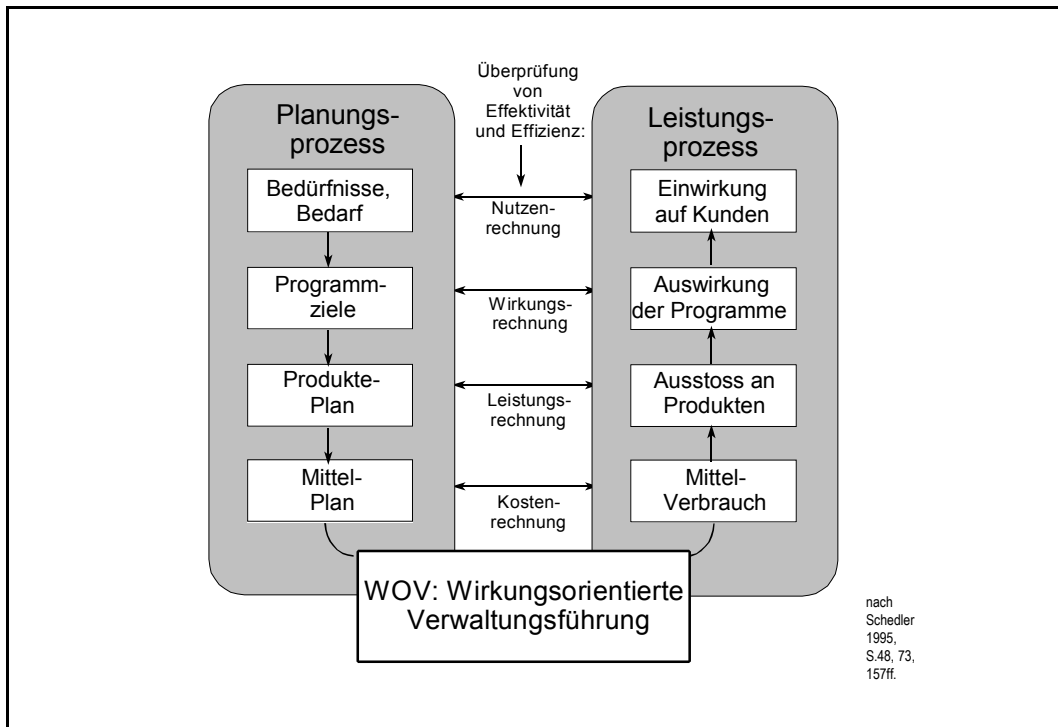 Überprüfung
von
Effektivität
und Effizienz:
Planungs-
prozess
Bedürfnisse,
Bedarf
Programm-
ziele
Produkte-
Plan
Mittel-
Plan
Nutzen-
rechnung
Wirkungs-
rechnung
Leistungs-
rechnung
Kosten-
rechnung
Leistungs-
prozess
Einwirkung
auf Kunden
Auswirkung
der Programme
Ausstoss an
Produkten
Mittel-
Verbrauch
WOV: Wirkungsorientierte
Verwaltungsführung
nach
Schedler
1995,
S.48, 73,
157ff.